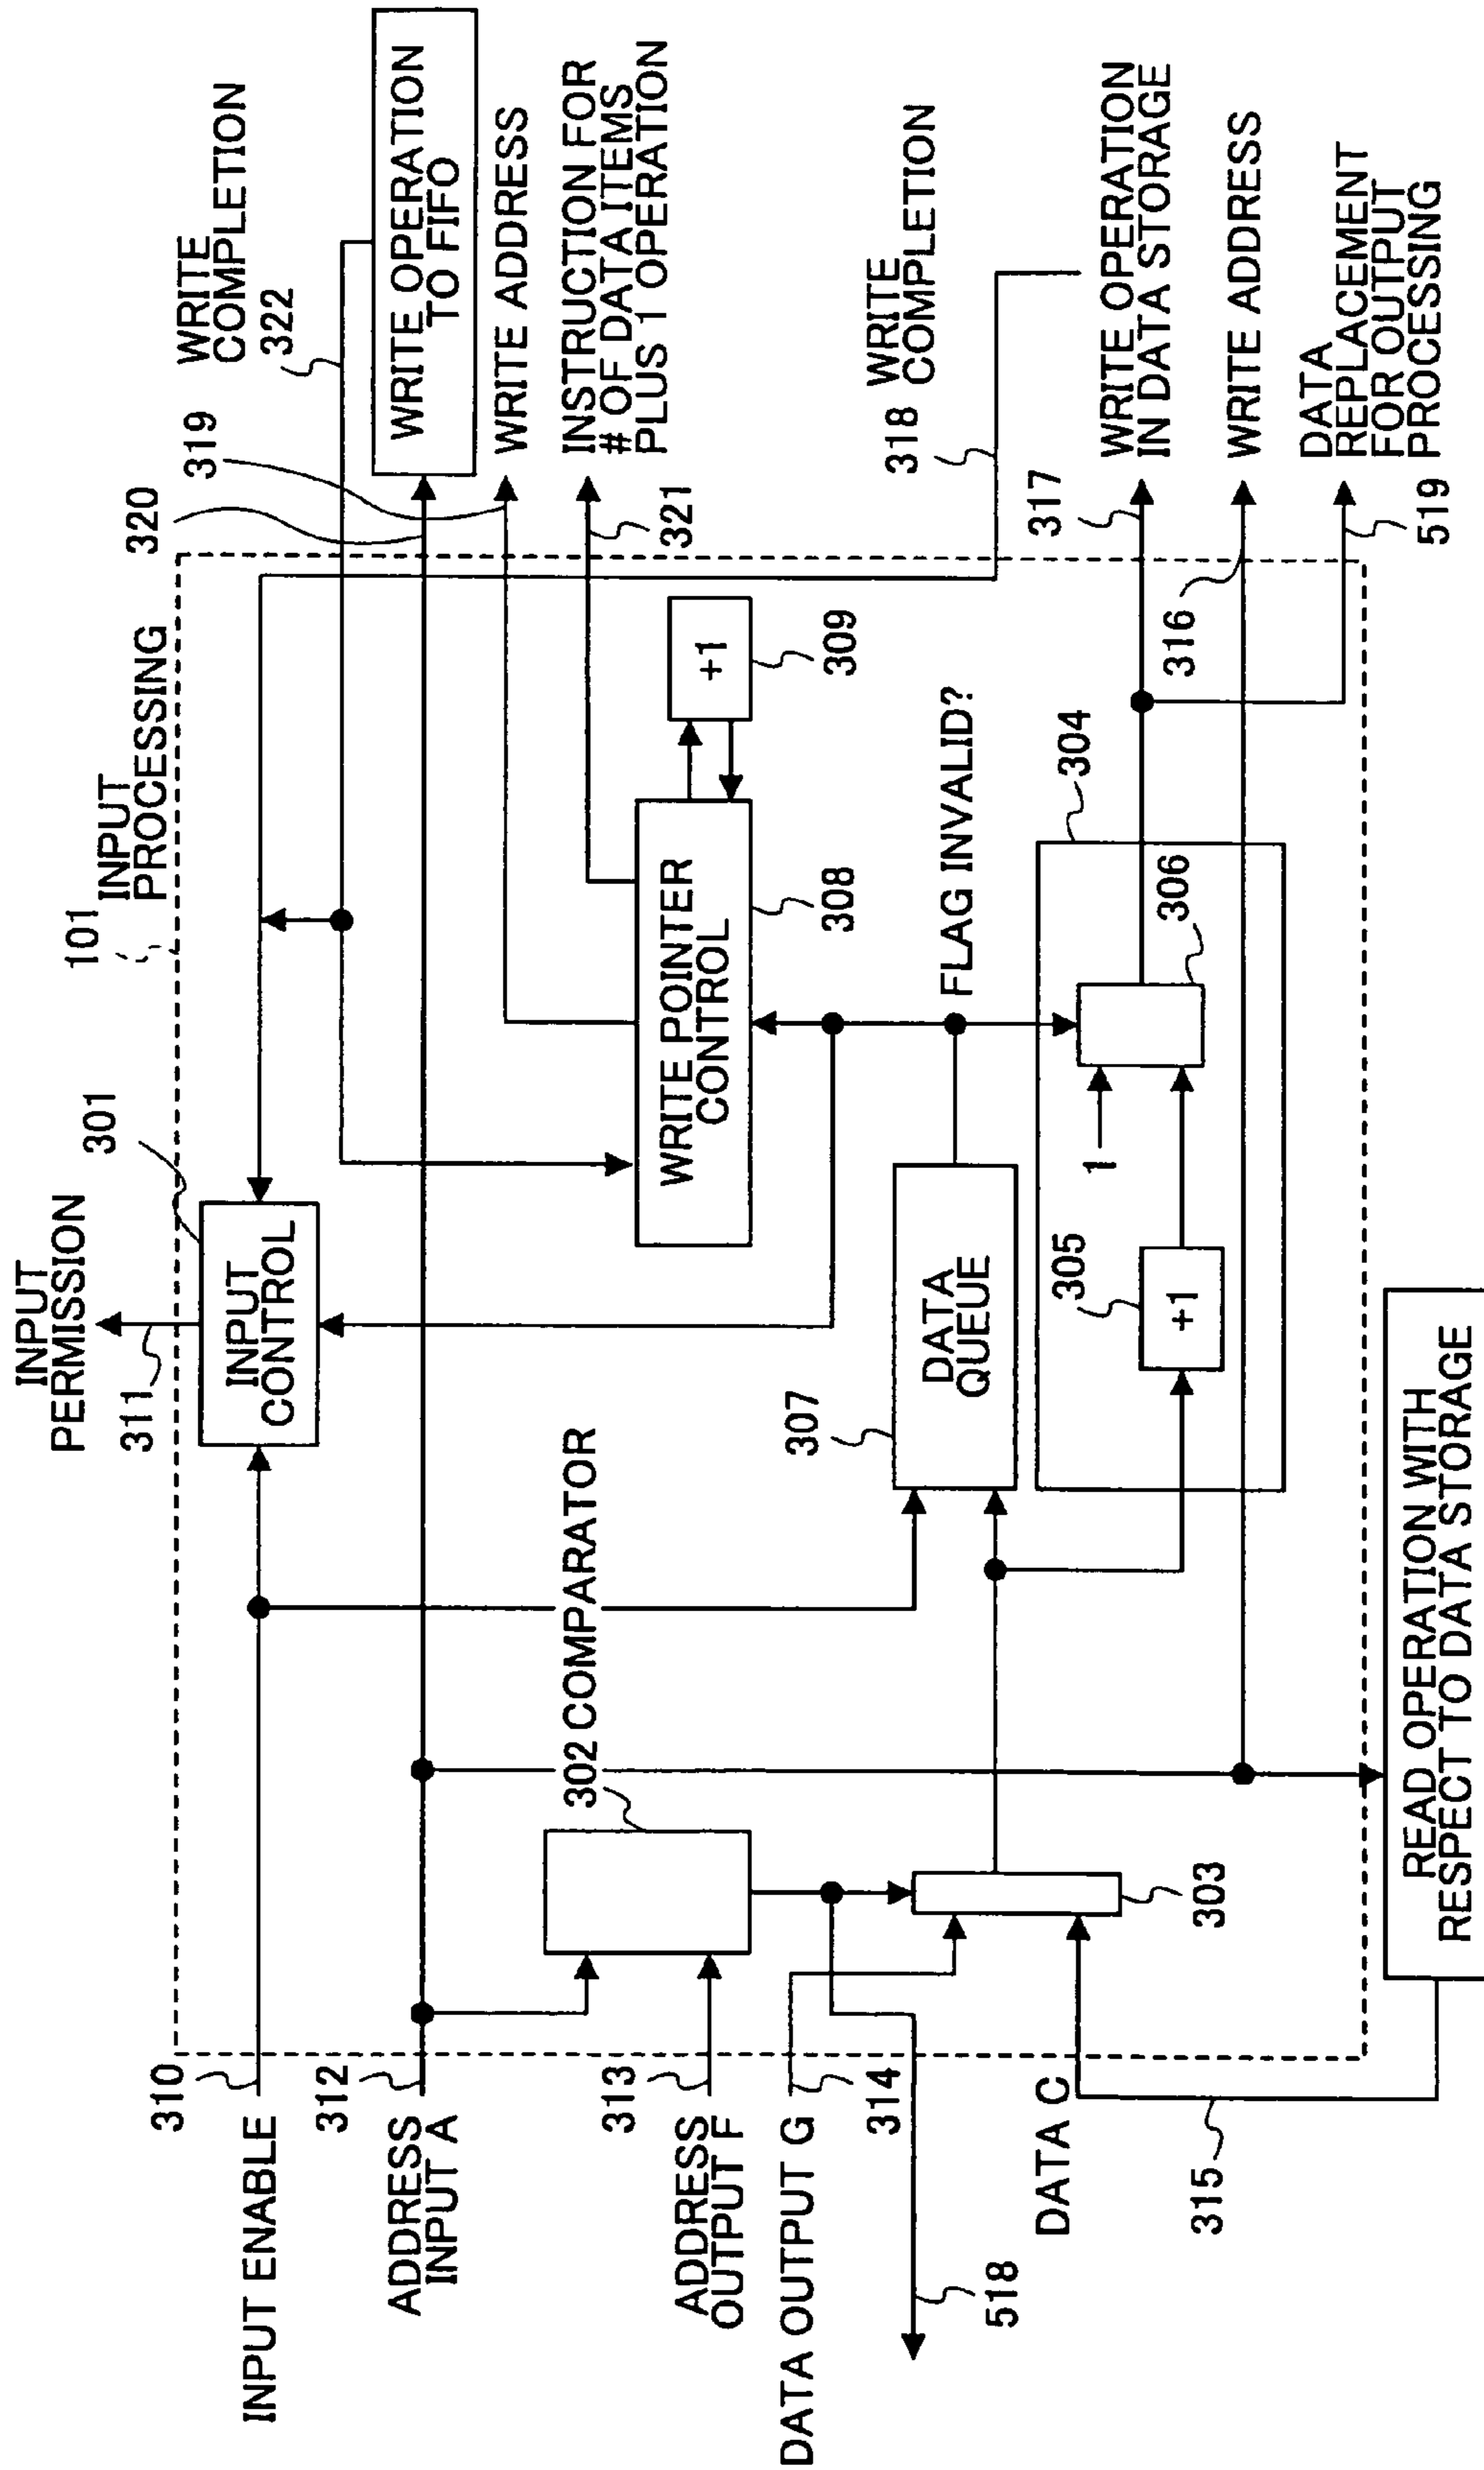 INPUT
PERMISSION
311
301
INPUT
CONTROL
101
INPUT
PROCESSING
WRITE
COMPLETION
322
320
319
WRITE OPERATION
TO FIFO
WRITE ADDRESS
INSTRUCTION FOR
# OF DATA ITEMS
PLUS 1 OPERATION
321
310
INPUT ENABLE
312
ADDRESS
INPUT A
302 COMPARATOR
WRITE POINTER
CONTROL
308
+1
309
313
ADDRESS
OUTPUT F
DATA OUTPUT G
314
518
303
307
DATA
QUEUE
FLAG INVALID?
WRITE
COMPLETION
318
304
306
1
305
+1
317
WRITE OPERATION
IN DATA STORAGE
316
WRITE ADDRESS
DATA
REPLACEMENT
FOR OUTPUT
PROCESSING
519
DATA C
315
READ OPERATION WITH
RESPECT TO DATA STORAGE